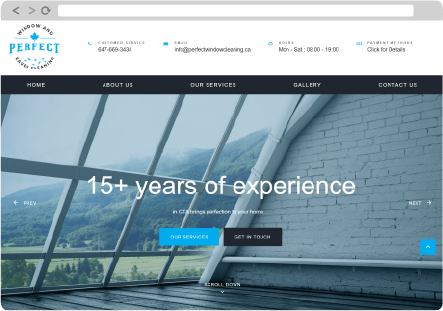 WINDOW AND
PERFECT
EAVES CLEANING
CUSTOMER SERVICE
647-669-3434
EMAIL
info@perfectwindowcleaning.ca
HOURS
Mon - Sat : 08:00 - 19:00
PAYMENT METHODS
Click for Details
HOME
ABOUT US
OUR SERVICES
GALLERY
CONTACT US
15+ years of experience
in GTA brings perfection to your home
PREV
NEXT
OUR SERVICES
GET IN TOUCH
SCROLL DOWN